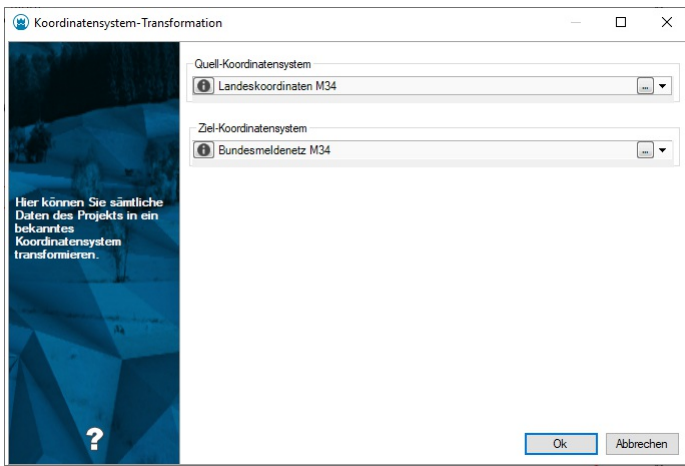 Koordinatensystem-Transformation
Quell-Koordinatensystem
Landeskoordinaten M34
...
Ziel-Koordinatensystem
Bundesmeldenetz M34
...
Hier können Sie sämtliche
Daten des Projekts in ein
bekanntes
Koordinatensystem
transformieren.
?
Ok
Abbrechen